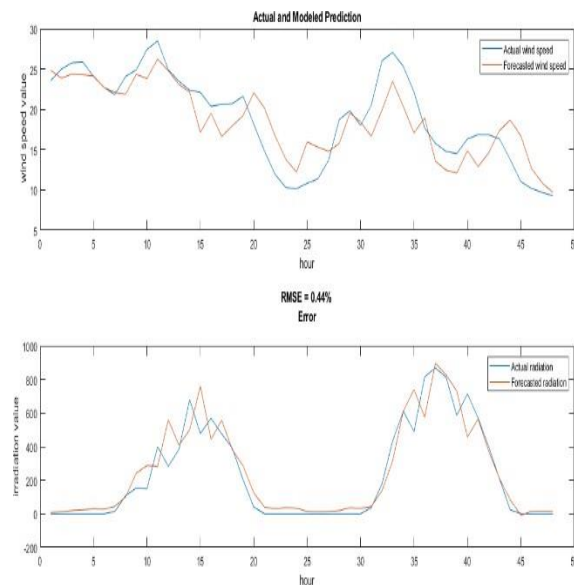 Actual and Modeled Prediction
30
25
20
15
10
5
wind speed value
Actual wind speed
Forecasted wind speed
0 5 10 15 20 25 30 35 40 45 50
hour
RMSE = 0.44%
Error
1000
800
600
400
200
0
-200
irradiation value
Actual radiation
Forecasted radiation
0 5 10 15 20 25 30 35 40 45 50
hour